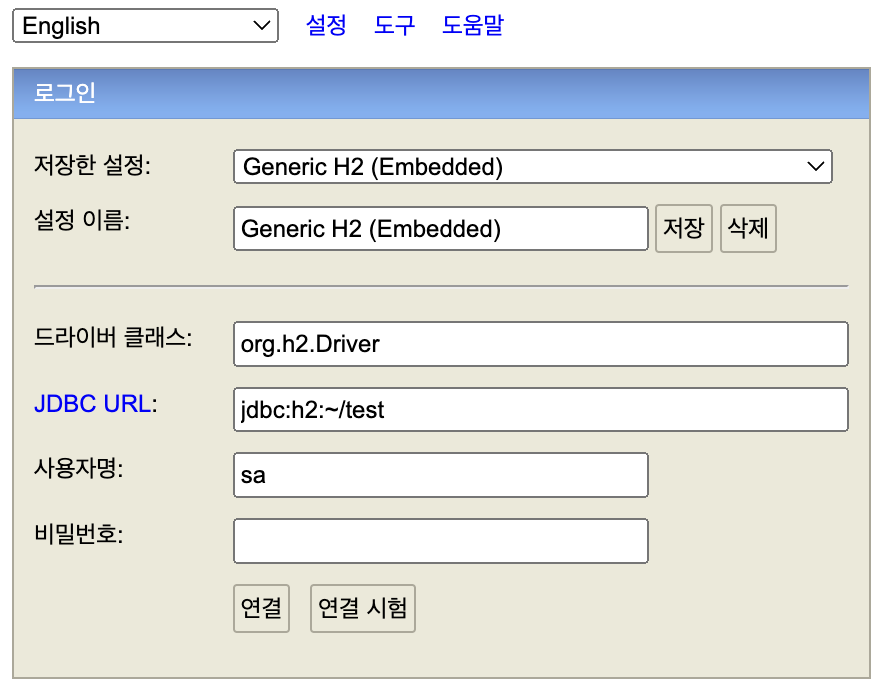 English 설정 도구 도움말
로그인
저장한 설정: Generic H2 (Embedded)
설정 이름: Generic H2 (Embedded) 저장 삭제
드라이버 클래스: org.h2.Driver
JDBC URL: jdbc:h2:~/test
사용자명: sa
비밀번호:
연결 연결 시험